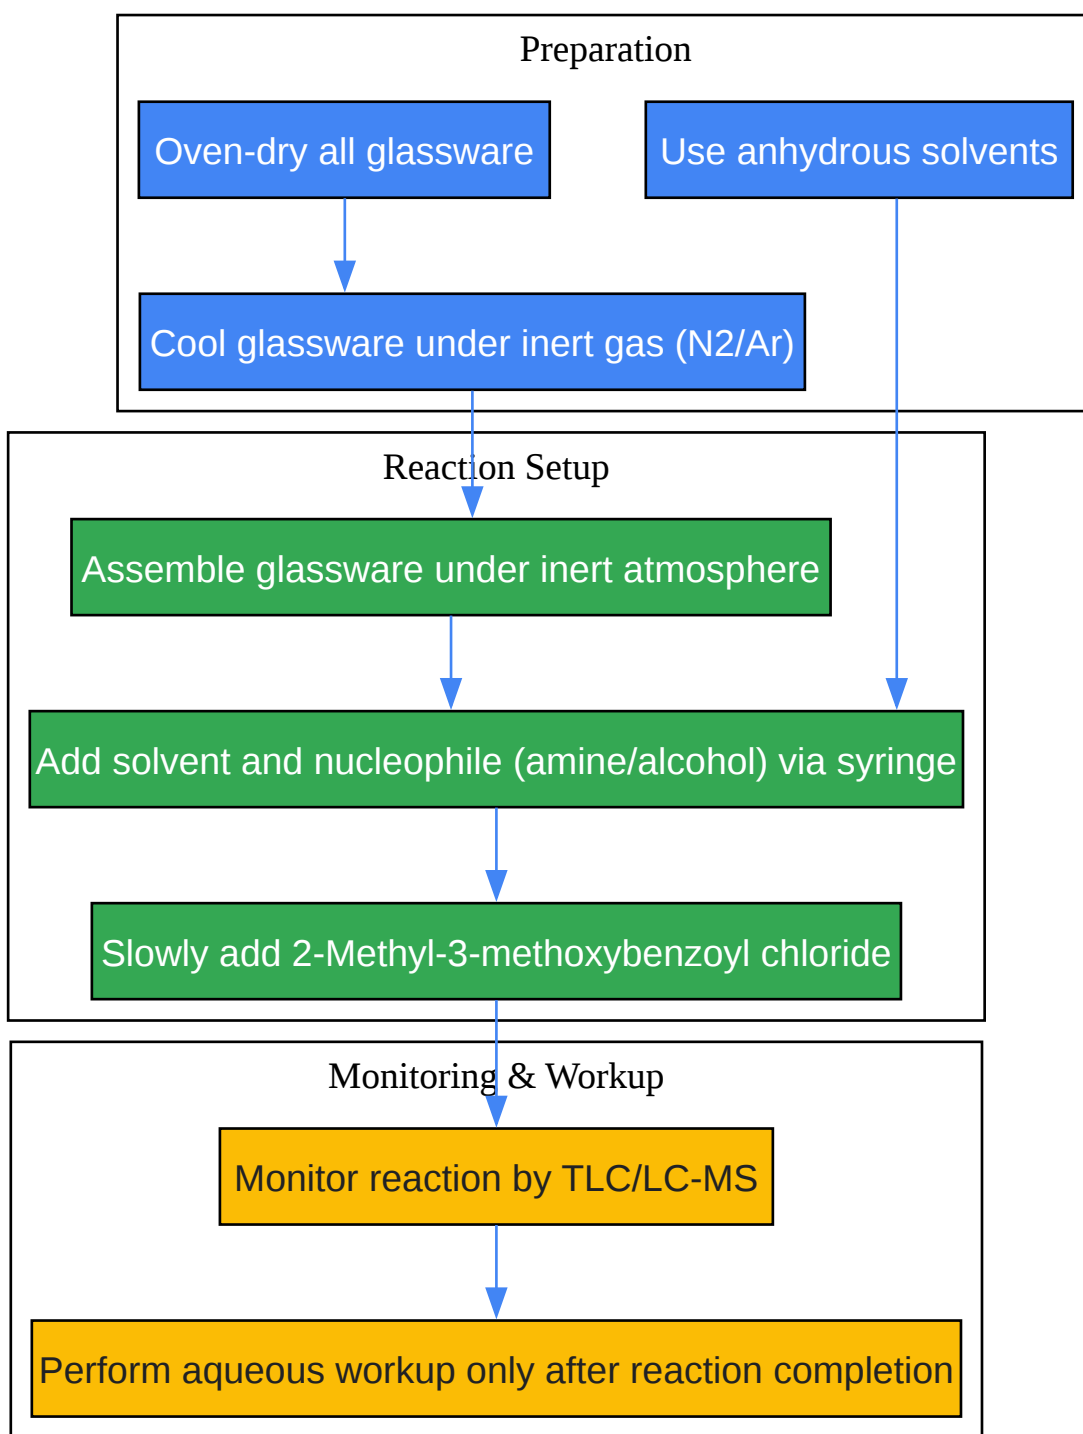 Preparation
Oven-dry all glassware
Use anhydrous solvents
Cool glassware under inert gas (N2/Ar)
Reaction Setup
Assemble glassware under inert atmosphere
Add solvent and nucleophile (amine/alcohol) via syringe
Slowly add 2-Methyl-3-methoxybenzoyl chloride
Monitoring & Workup
Monitor reaction by TLC/LC-MS
Perform aqueous workup only after reaction completion